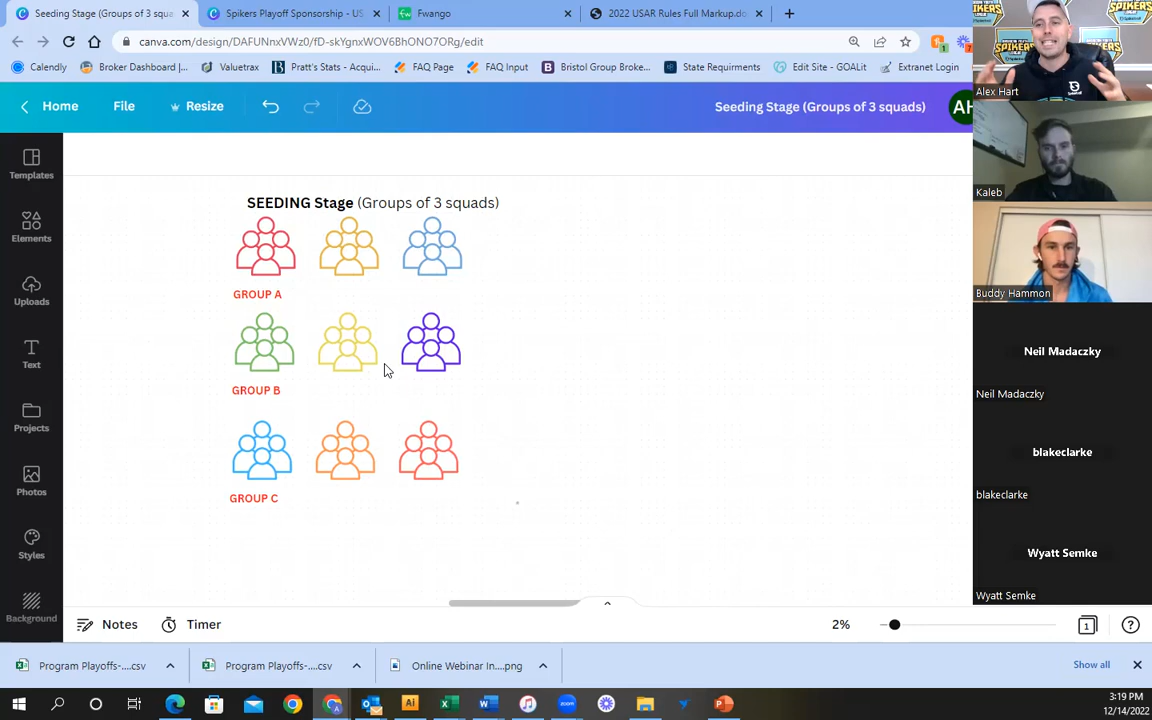 Seeding Stage (Groups of 3 squa
Spikers Playoff Sponsorship - US
Fwango
2022 USAR Rules Full Markup.do
canva.com/design/DAFUNnxVWz0/fD-skYgnxWOV6BhONO7ORg/edit
Calendly
Broker Dashboard |...
Valuetrax
Pratt's Stats - Acqui...
FAQ Page
FAQ Input
Bristol Group Broke...
State Requirments
Edit Site - GOALit
Extranet Login
Home
File
Resize
Seeding Stage (Groups of 3 squads)
AH
Templates
Elements
Uploads
Text
Projects
Photos
Styles
Background
SEEDING Stage (Groups of 3 squads)
GROUP A
GROUP B
GROUP C
Alex Hart
Kaleb
Buddy Hammon
Neil Madaczky
Neil Madaczky
blakeclarke
blakeclarke
Wyatt Semke
Wyatt Semke
Notes
Timer
2%
1
Program Playoffs-....csv
Program Playoffs-....csv
Online Webinar In....png
Show all
3:19 PM
12/14/2022